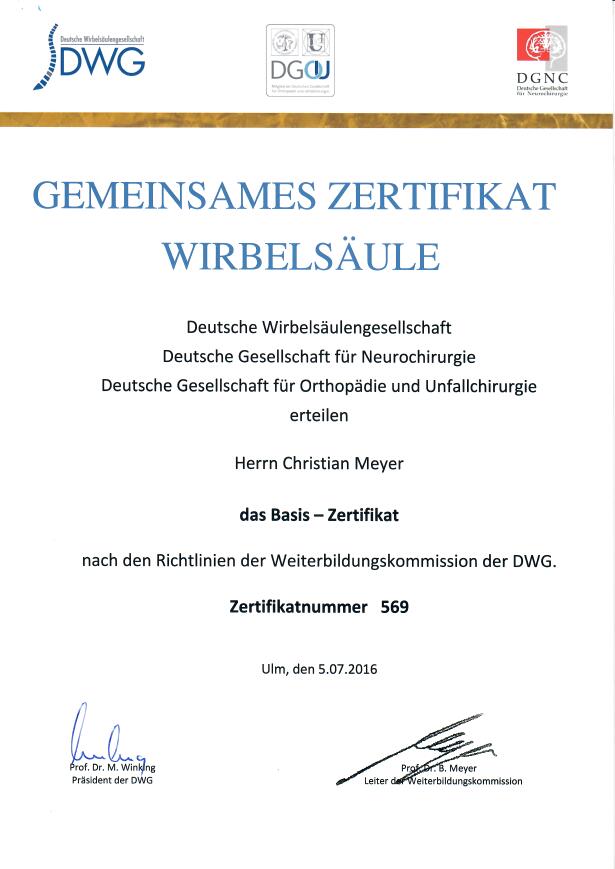 Deutsche Wirbelsäulengesellschaft
DWG
U
DGOU
Mitglied der Deutschen Gesellschaft
für Orthopädie und Unfallchirurgie
DGNC
Deutsche Gesellschaft
für Neurochirurgie
GEMEINSAMES ZERTIFIKAT
WIRBELSÄULE
Deutsche Wirbelsäulengesellschaft
Deutsche Gesellschaft für Neurochirurgie
Deutsche Gesellschaft für Orthopädie und Unfallchirurgie
erteilen
Herrn Christian Meyer
das Basis – Zertifikat
nach den Richtlinien der Weiterbildungskommission der DWG.
Zertifikatnummer 569
Ulm, den 5.07.2016
Prof. Dr. M. Winking
Präsident der DWG
Prof. Dr. B. Meyer
Leiter der Weiterbildungskommission